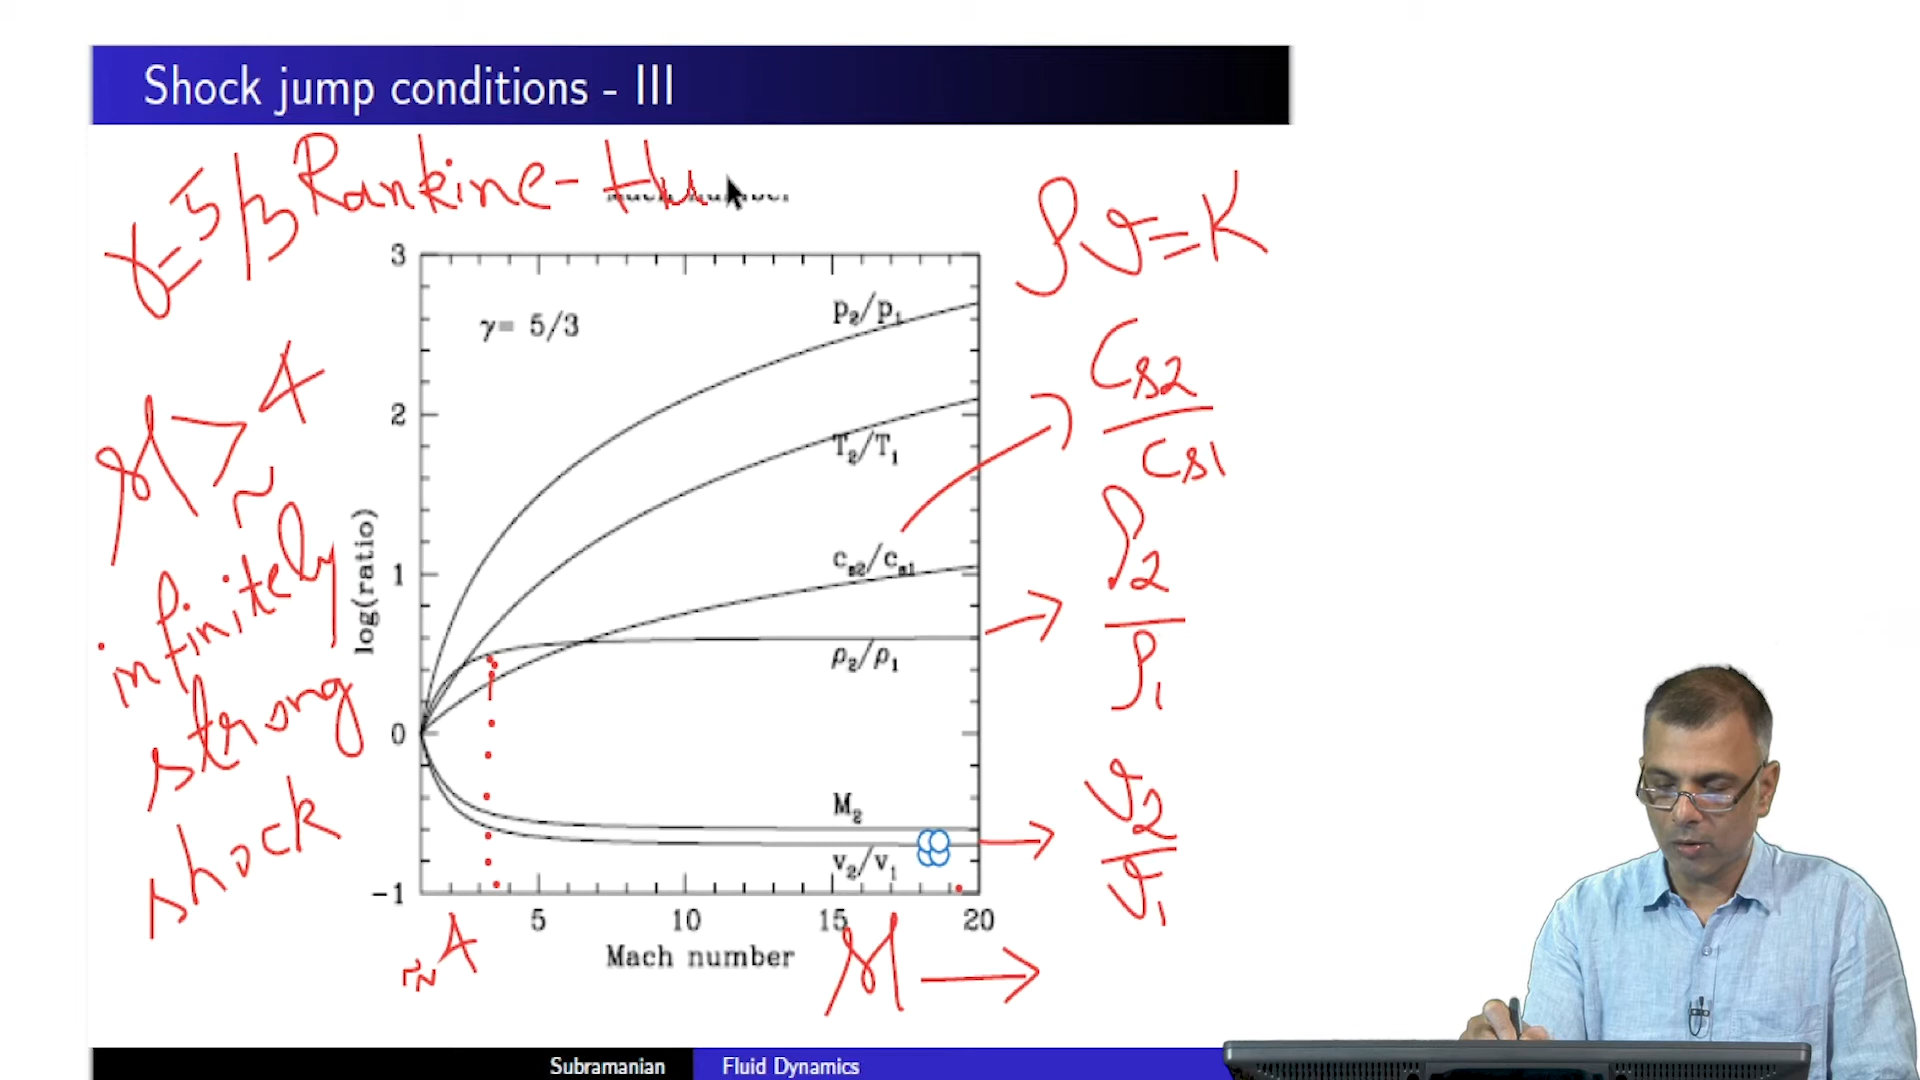 Shock jump conditions - III
γ=5/3 Rankine-Hu
ρv=K
3
γ= 5/3
p₂/p₁
M>4
~
Cs2
Cs1
2
T₂/T₁
log(ratio)
cs2/cs1
1
ρ2
ρ1
infinitely
strong
shock
ρ₂/ρ₁
0
M₂
v2
v1
v₂/v₁
-1
5 10 15 20
≈4
Mach number
M
Subramanian Fluid Dynamics